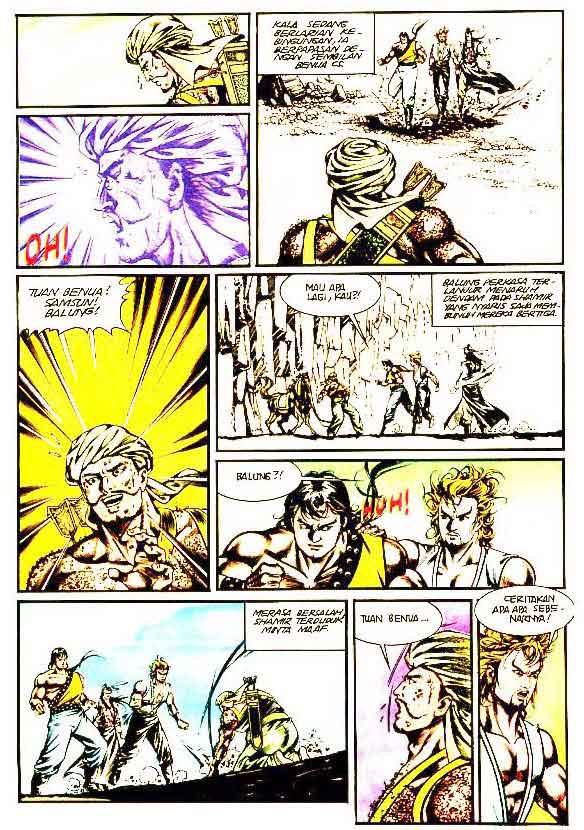 KALA SEDANG
BERLARIAN KE-
BINGUNGAN, IA
BERPAPASAN DE-
NGAN SEMBILAN
BENUA CS.
OH!
TUAN BENUA!
SAMSUN!
BALUNG!
MAU APA
LAGI, KAU?!
BALUNG PERKASA TER-
LANJUR MENARUH
DENDAM PADA SHAMIR
YANG NYARIS SAJA MEM-
BUNUH MEREKA BERTIGA.
BALUNG?!
HUH!
MERASA BERSALAH
SHAMIR TERDUDUK
MINTA MAAF.
TUAN BENUA...
CERITAKAN
APA APA SEBE-
NARNYA!